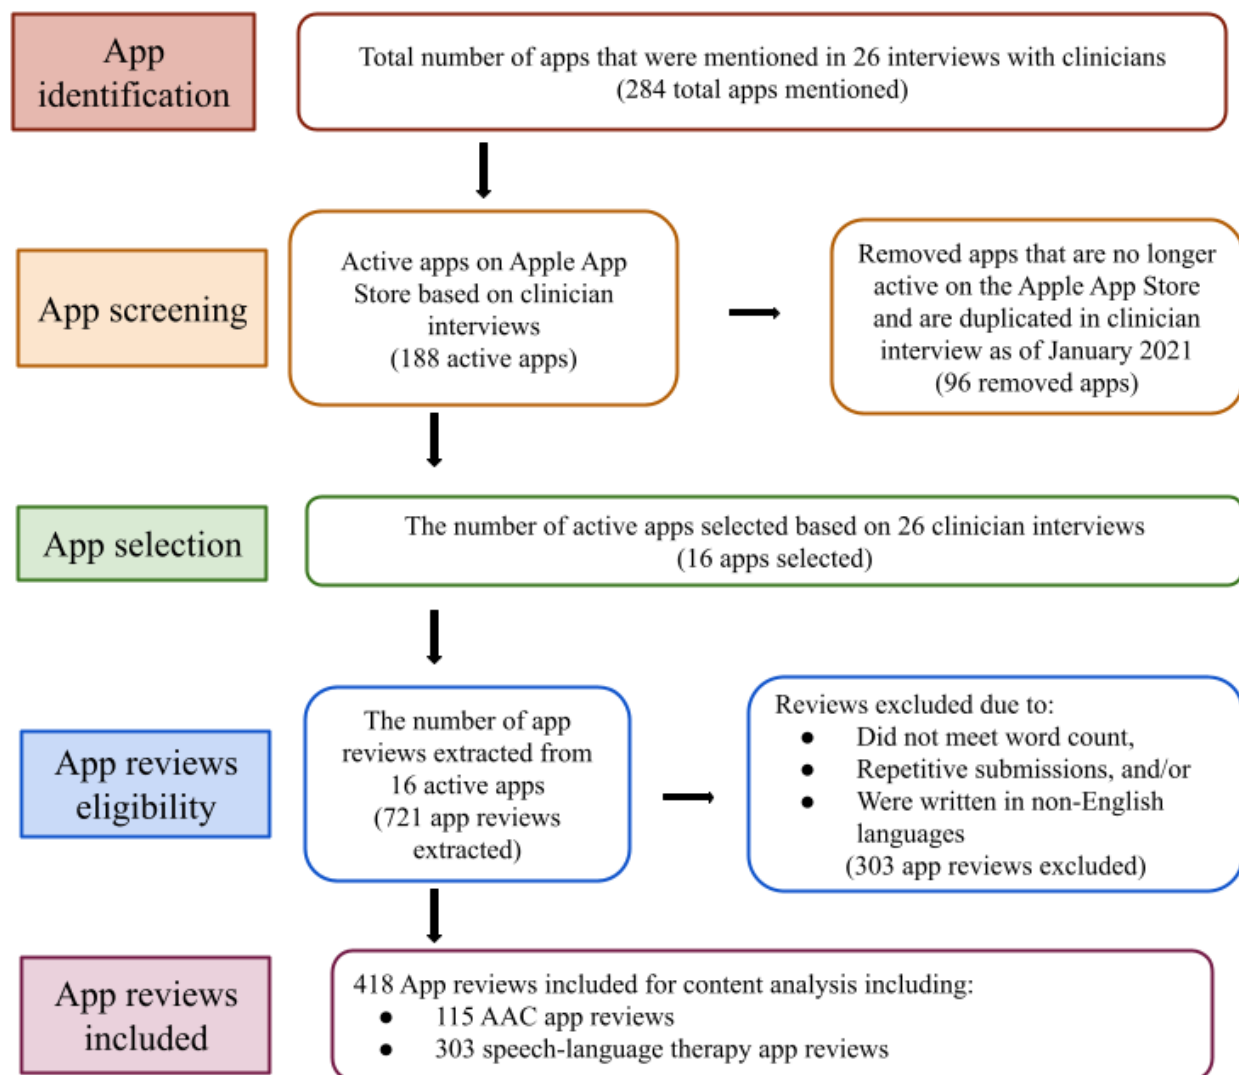 App
identification
Total number of apps that were mentioned in 26 interviews with clinicians
(284 total apps mentioned)
App screening
Active apps on Apple App
Store based on clinician
interviews
(188 active apps)
Removed apps that are no longer
active on the Apple App Store
and are duplicated in clinician
interview as of January 2021
(96 removed apps)
App selection
The number of active apps selected based on 26 clinician interviews
(16 apps selected)
App reviews
eligibility
The number of app
reviews extracted from
16 active apps
(721 app reviews
extracted)
Reviews excluded due to:
● Did not meet word count,
● Repetitive submissions, and/or
● Were written in non-English
languages
(303 app reviews excluded)
App reviews
included
418 App reviews included for content analysis including:
● 115 AAC app reviews
● 303 speech-language therapy app reviews